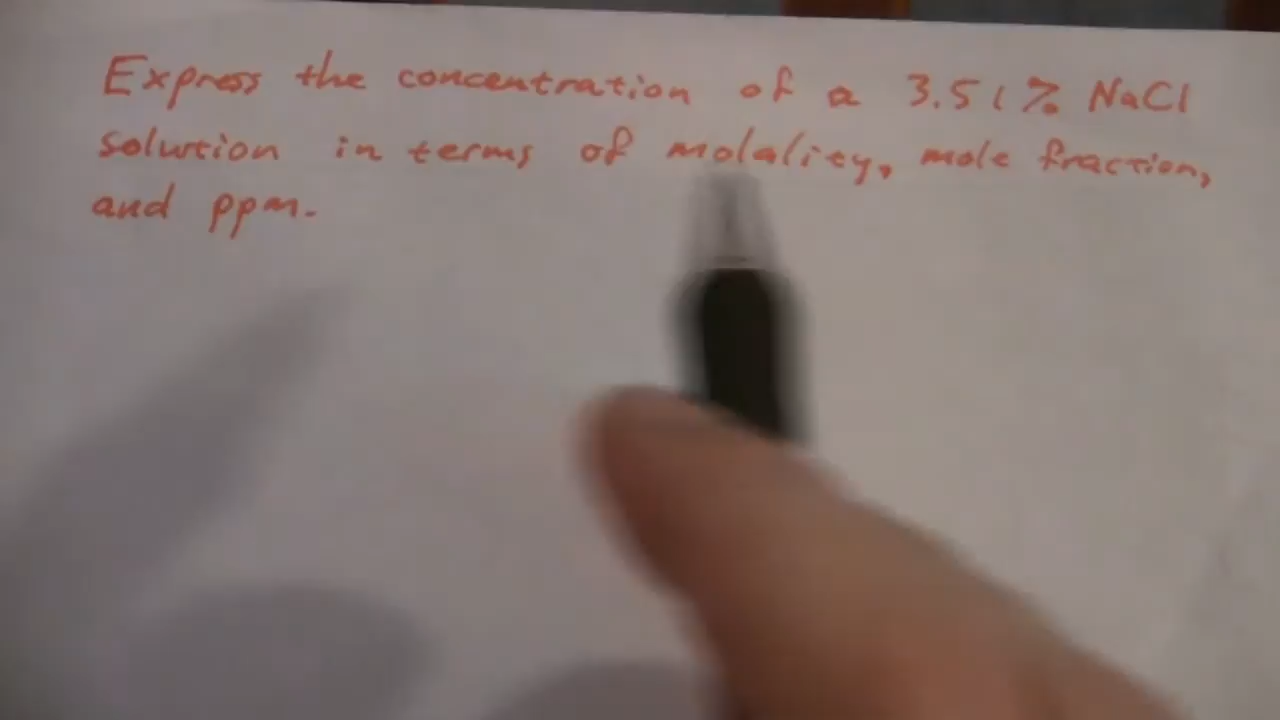 Express the concentration of a 3.51% NaCl
solution in terms of molality, mole fraction,
and ppm.